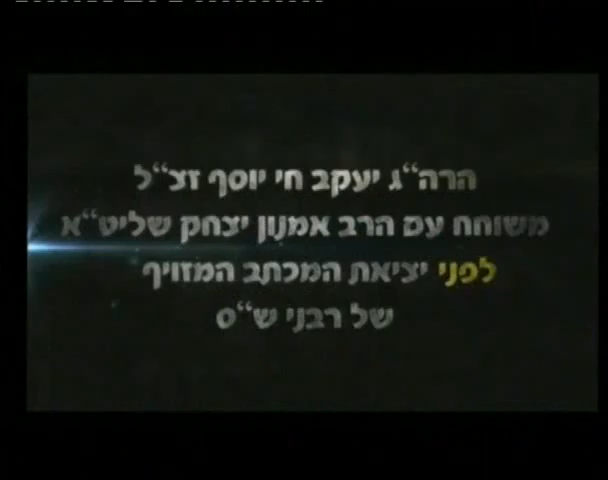 הרה"ג יעקב חי יוסף זצ"ל
משוחח עם הרב אמנון יצחק שליט"א
לפני יציאת המכתב המזויף
של רבני ש"ס